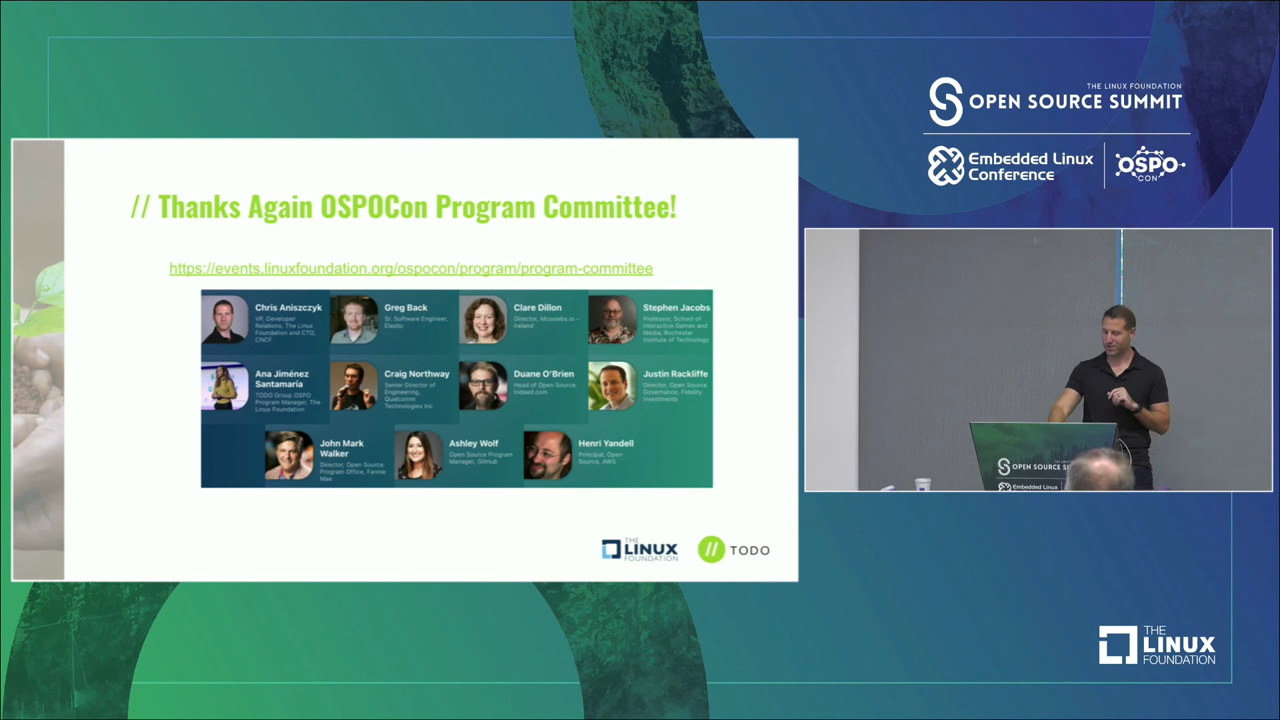 THE LINUX FOUNDATION
OPEN SOURCE SUMMIT
Embedded Linux
Conference
OSPO
CON
// Thanks Again OSPOCon Program Committee!
https://events.linuxfoundation.org/ospocon/program/program-committee
Chris Aniszczyk
VP, Developer
Relations, The Linux
Foundation and CTO,
CNCF
Greg Back
Sr. Software Engineer,
Elastic
Clare Dillon
Director, Mosslabs.io –
Ireland
Stephen Jacobs
Professor, School of
Interactive Games and
Media, Rochester
Institute of Technology
Ana Jiménez
Santamaría
TODO Group OSPO
Program Manager, The
Linux Foundation
Craig Northway
Senior Director of
Engineering,
Qualcomm
Technologies Inc
Duane O'Brien
Head of Open Source,
Indeed.com
Justin Rackliffe
Director, Open Source
Governance, Fidelity
Investments
John Mark
Walker
Director, Open Source
Program Office, Fannie
Mae
Ashley Wolf
Open Source Program
Manager, GitHub
Henri Yandell
Principal, Open
Source, AWS
THE
LINUX
FOUNDATION
// TODO
OPEN SOURCE SU
Embedded Linux
THE
LINUX
FOUNDATION